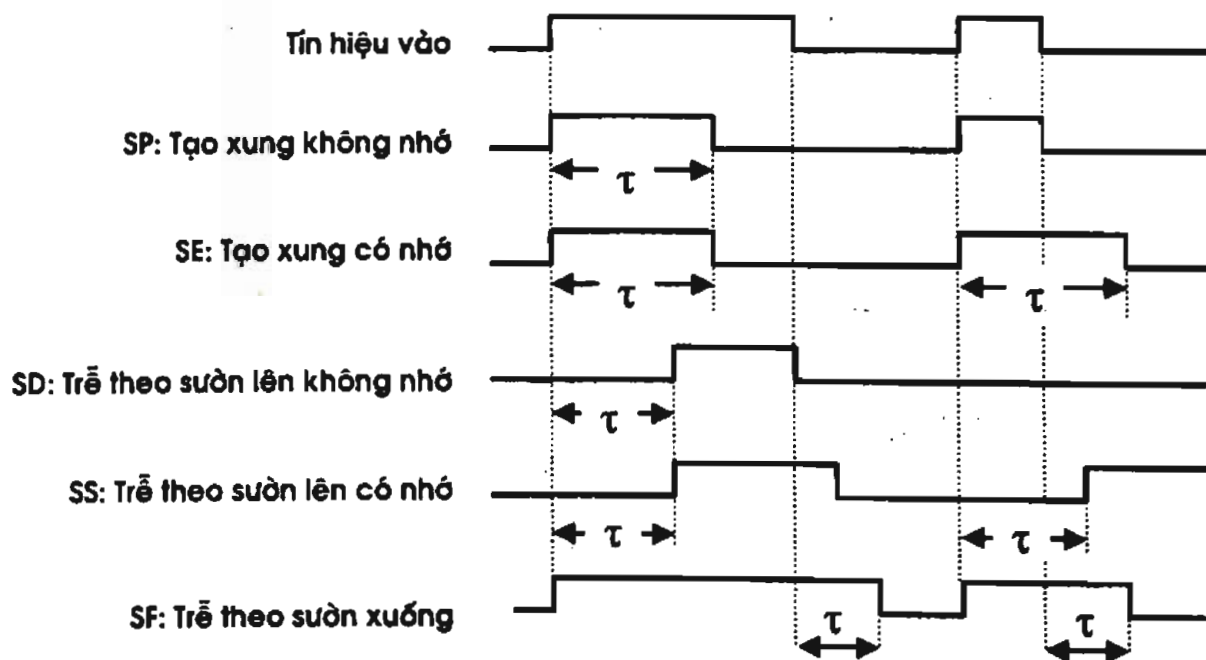 Tín hiệu vào
SP: Tạo xung không nhớ
τ
SE: Tạo xung có nhớ
τ τ
SD: Trễ theo sườn lên không nhớ
τ
SS: Trễ theo sườn lên có nhớ
τ τ
SF: Trễ theo sườn xuống
τ τ